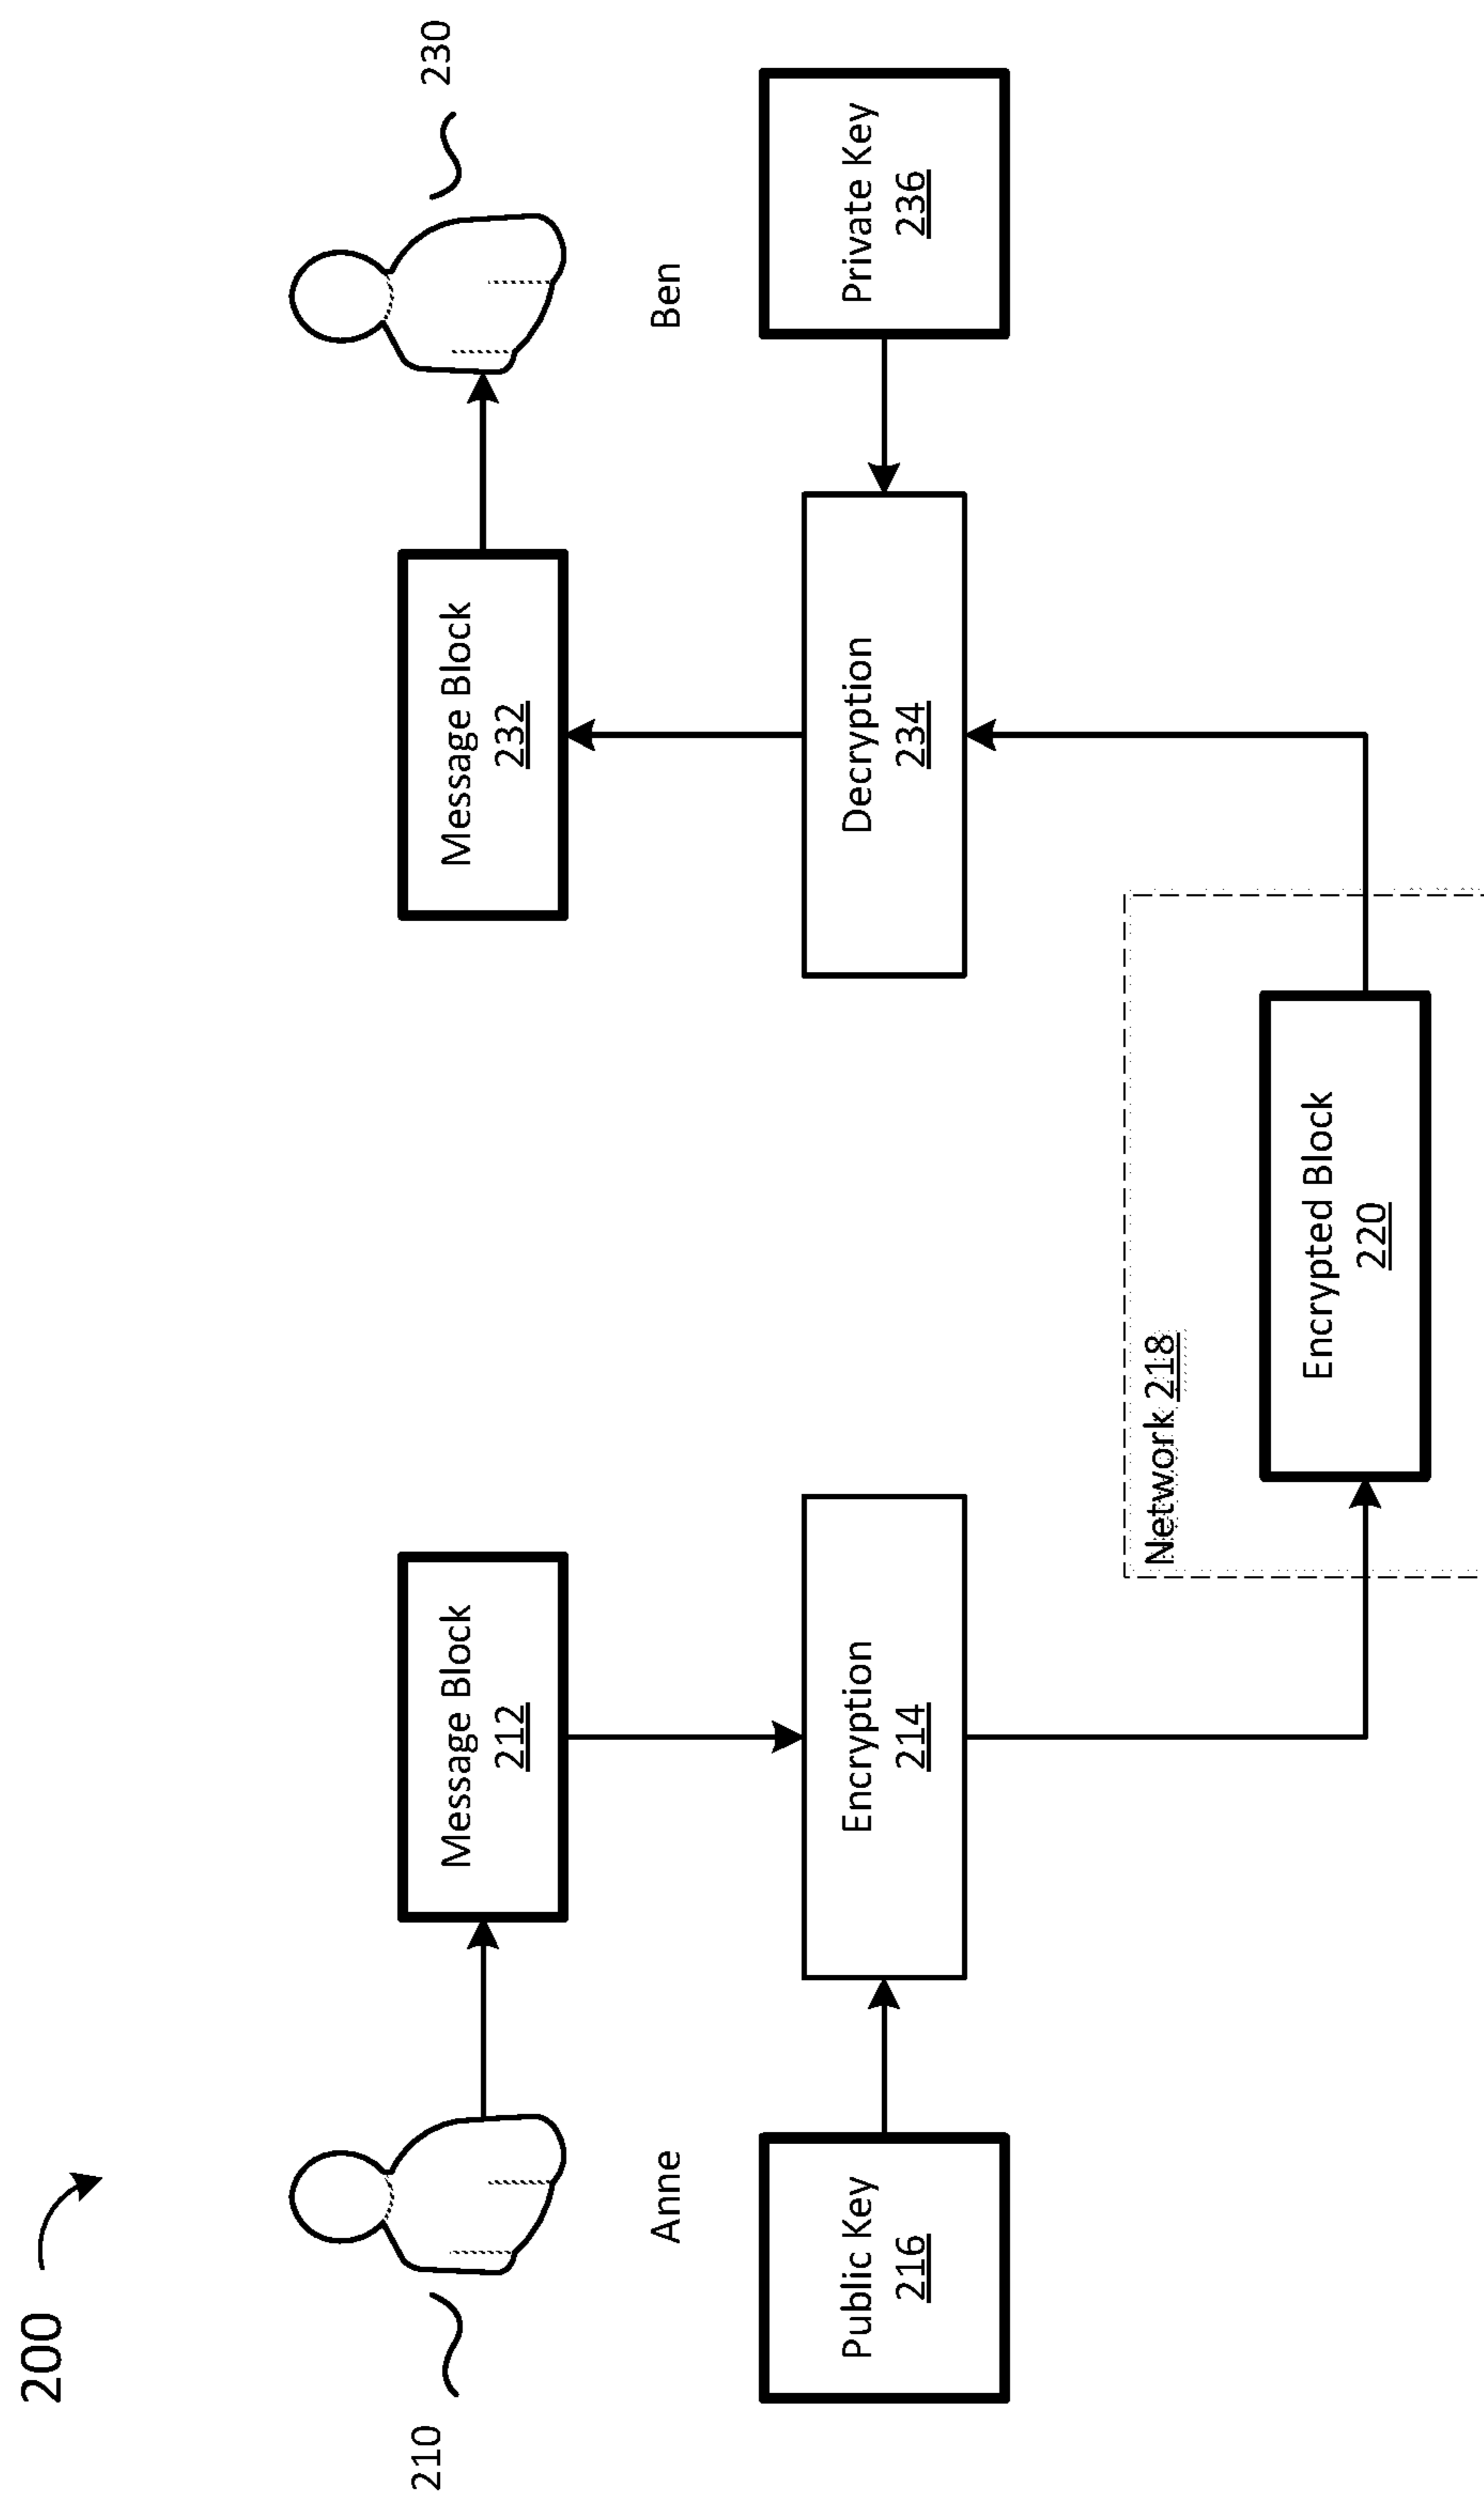 200
210
230
Message Block
212
Message Block
232
Anne
Ben
Public Key
216
Encryption
214
Decryption
234
Private Key
236
Network 218
Encrypted Block
220